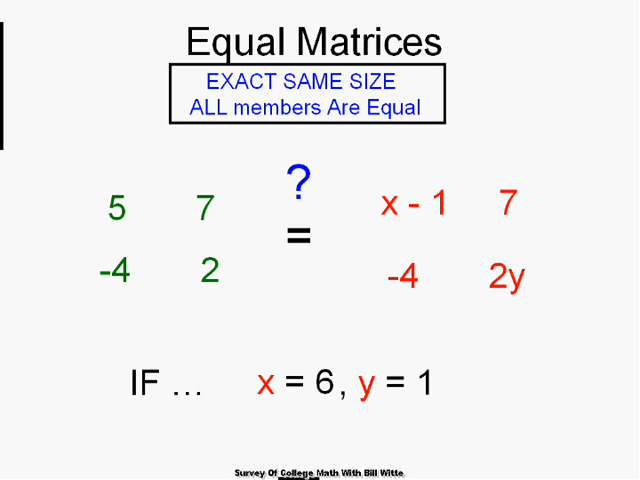 Equal Matrices
EXACT SAME SIZE
ALL members Are Equal
?
5 7 = x - 1 7
-4 2 -4 2y
IF … x = 6, y = 1
Survey Of College Math With Bill Witte